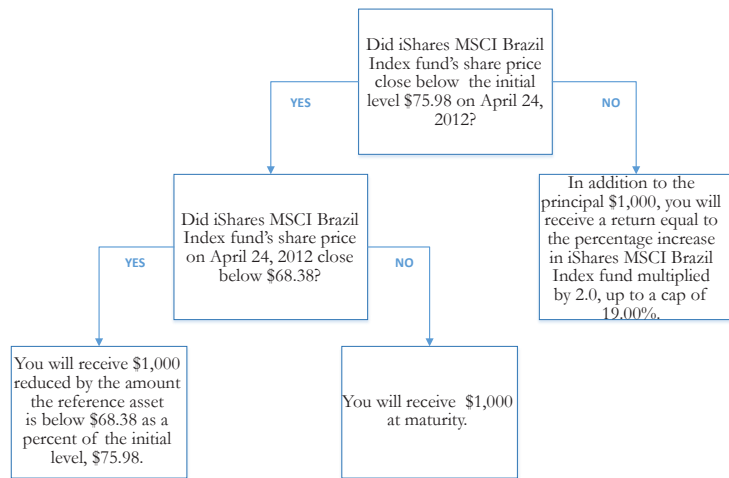 Did iShares MSCI Brazil
Index fund's share price
close below the initial
level $75.98 on April 24,
2012?
YES
NO
Did iShares MSCI Brazil
Index fund's share price
on April 24, 2012 close
below $68.38?
In addition to the
principal $1,000, you will
receive a return equal to
the percentage increase
in iShares MSCI Brazil
Index fund multiplied
by 2.0, up to a cap of
19.00%.
YES
NO
You will receive $1,000
reduced by the amount
the reference asset
is below $68.38 as a
percent of the initial
level, $75.98.
You will receive $1,000
at maturity.